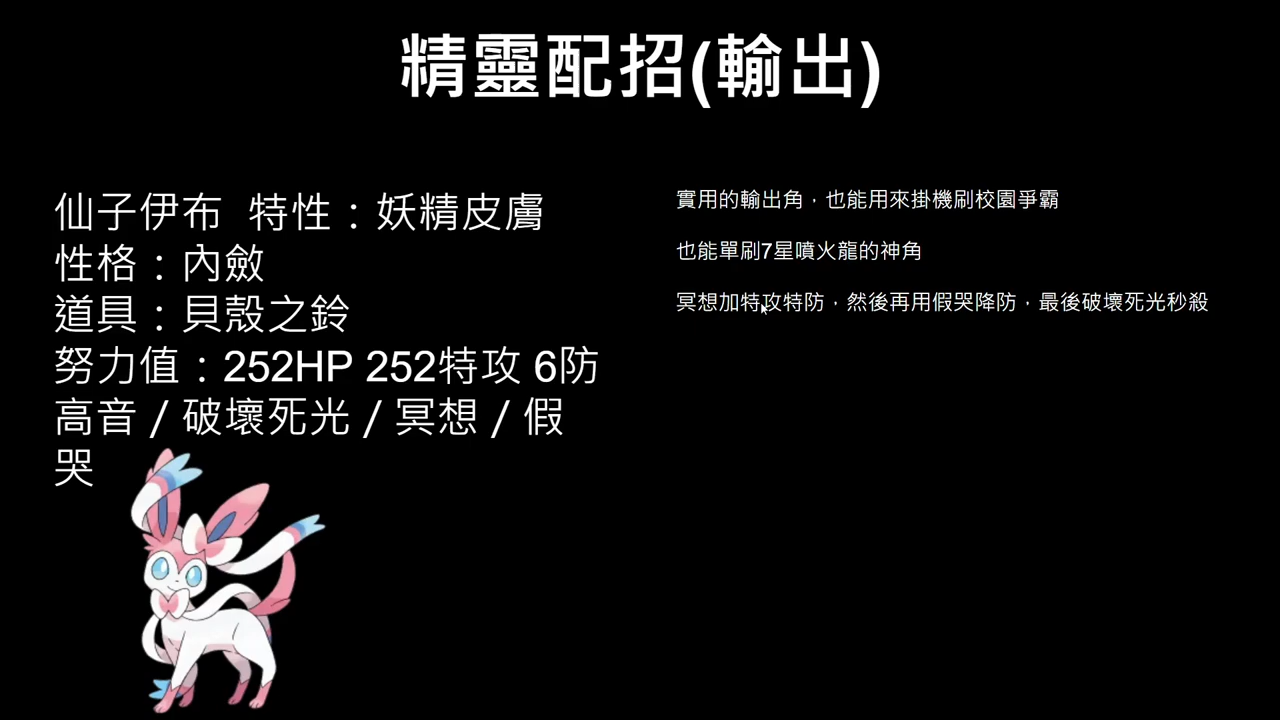 精靈配招(輸出)
仙子伊布 特性：妖精皮膚
性格：內斂
道具：貝殼之鈴
努力值：252HP 252特攻 6防
高音 / 破壞死光 / 冥想 / 假
哭
實用的輸出角，也能用來掛機刷校園爭霸
也能單刷7星噴火龍的神角
冥想加特攻特防，然後再用假哭降防，最後破壞死光秒殺